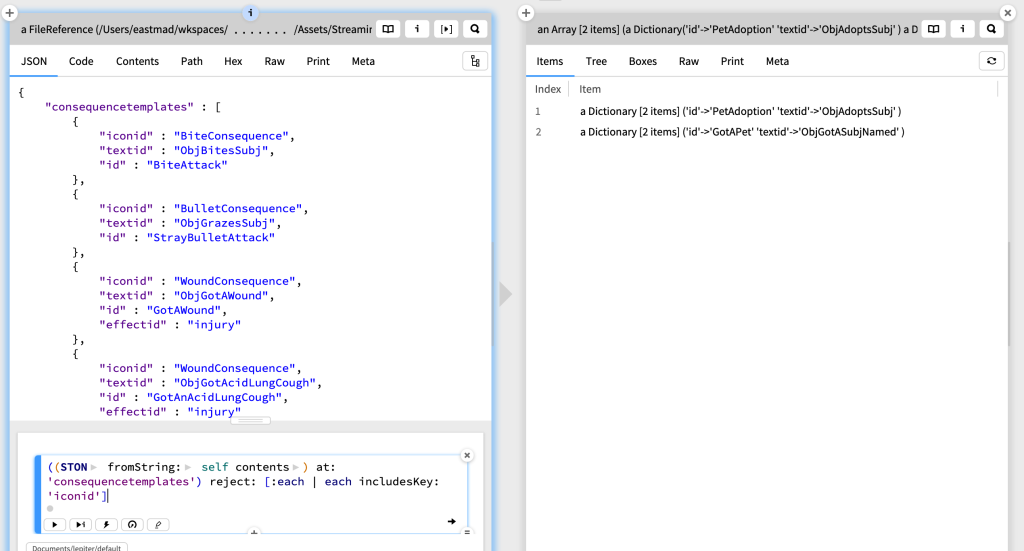 a FileReference (/Users/eastmad/wkspaces/ . . . . . . . /Assets/Streamin
JSON Code Contents Path Hex Raw Print Meta
{
"consequencetemplates" : [
{
"iconid" : "BiteConsequence",
"textid" : "ObjBitesSubj",
"id" : "BiteAttack"
},
{
"iconid" : "BulletConsequence",
"textid" : "ObjGrazesSubj",
"id" : "StrayBulletAttack"
},
{
"iconid" : "WoundConsequence",
"textid" : "ObjGotAWound",
"id" : "GotAWound",
"effectid" : "injury"
},
{
"iconid" : "WoundConsequence",
"textid" : "ObjGotAcidLungCough",
"id" : "GotAnAcidLungCough",
"effectid" : "injury"
((STON fromString: self contents ) at:
'consequencetemplates') reject: [:each | each includesKey:
'iconid']
Documents/lepiter/default
an Array [2 items] (a Dictionary('id'->'PetAdoption' 'textid'->'ObjAdoptsSubj' ) a D
Items Tree Boxes Raw Print Meta
Index Item
1 a Dictionary [2 items] ('id'->'PetAdoption' 'textid'->'ObjAdoptsSubj' )
2 a Dictionary [2 items] ('id'->'GotAPet' 'textid'->'ObjGotASubjNamed' )